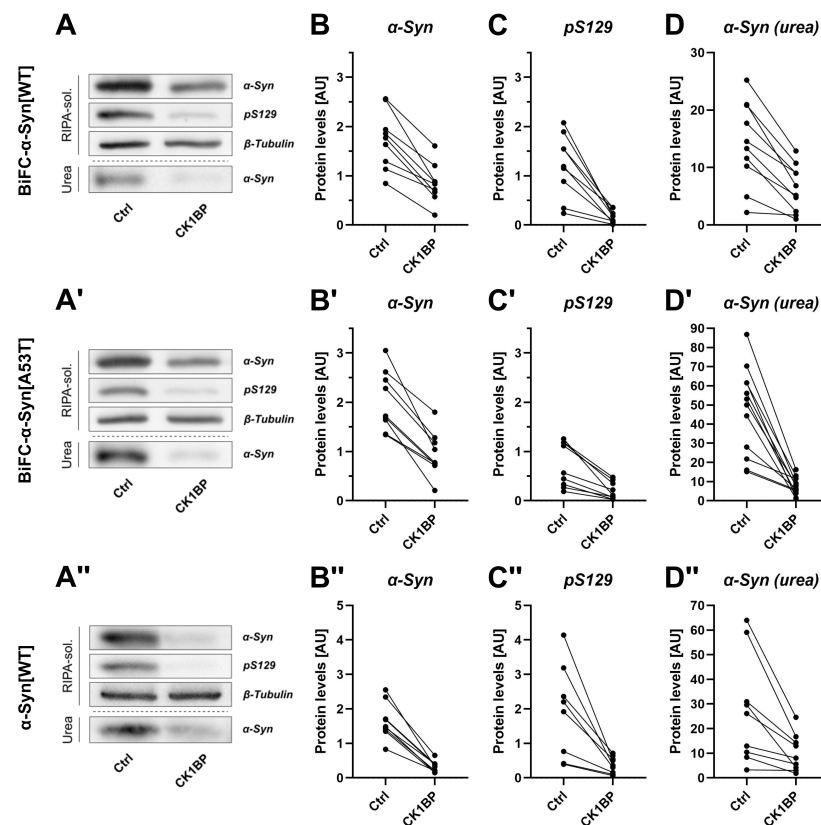 A
BiFC-α-Syn[WT]
RIPA-sol.
Urea
α-Syn
pS129
β-Tubulin
α-Syn
Ctrl
CK1BP
B
α-Syn
Protein levels [AU]
3
2
1
0
Ctrl
CK1BP
C
pS129
Protein levels [AU]
3
2
1
0
Ctrl
CK1BP
D
α-Syn (urea)
Protein levels [AU]
30
20
10
0
Ctrl
CK1BP
A'
BiFC-α-Syn[A53T]
RIPA-sol.
Urea
α-Syn
pS129
β-Tubulin
α-Syn
Ctrl
CK1BP
B'
α-Syn
Protein levels [AU]
3
2
1
0
Ctrl
CK1BP
C'
pS129
Protein levels [AU]
3
2
1
0
Ctrl
CK1BP
D'
α-Syn (urea)
Protein levels [AU]
90
80
70
60
50
40
30
20
10
0
Ctrl
CK1BP
A''
α-Syn[WT]
RIPA-sol.
Urea
α-Syn
pS129
β-Tubulin
α-Syn
Ctrl
CK1BP
B''
α-Syn
Protein levels [AU]
5
4
3
2
1
0
Ctrl
CK1BP
C''
pS129
Protein levels [AU]
5
4
3
2
1
0
Ctrl
CK1BP
D''
α-Syn (urea)
Protein levels [AU]
70
60
50
40
30
20
10
0
Ctrl
CK1BP